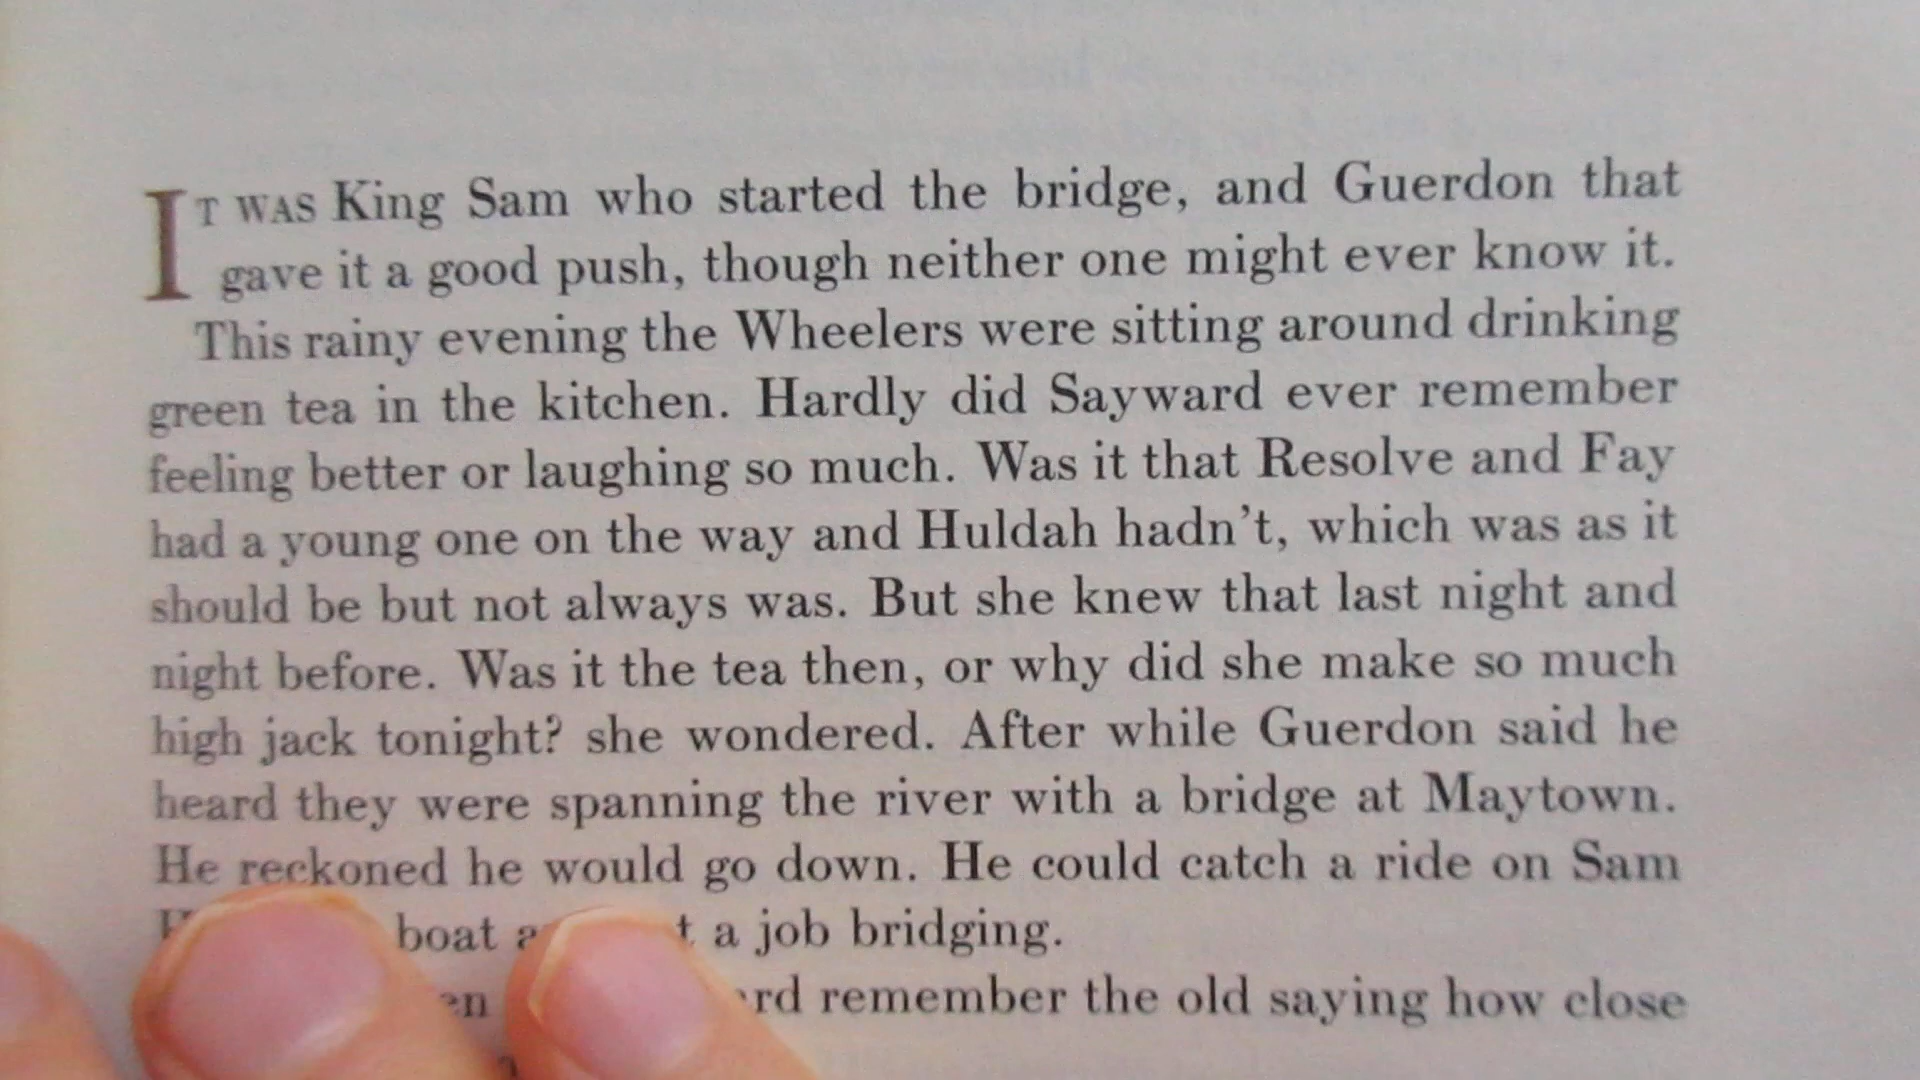 IT WAS King Sam who started the bridge, and Guerdon that
gave it a good push, though neither one might ever know it.
This rainy evening the Wheelers were sitting around drinking
green tea in the kitchen. Hardly did Sayward ever remember
feeling better or laughing so much. Was it that Resolve and Fay
had a young one on the way and Huldah hadn't, which was as it
should be but not always was. But she knew that last night and
night before. Was it the tea then, or why did she make so much
high jack tonight? she wondered. After while Guerdon said he
heard they were spanning the river with a bridge at Maytown.
He reckoned he would go down. He could catch a ride on Sam
boat a job bridging.
remember the old saying how close